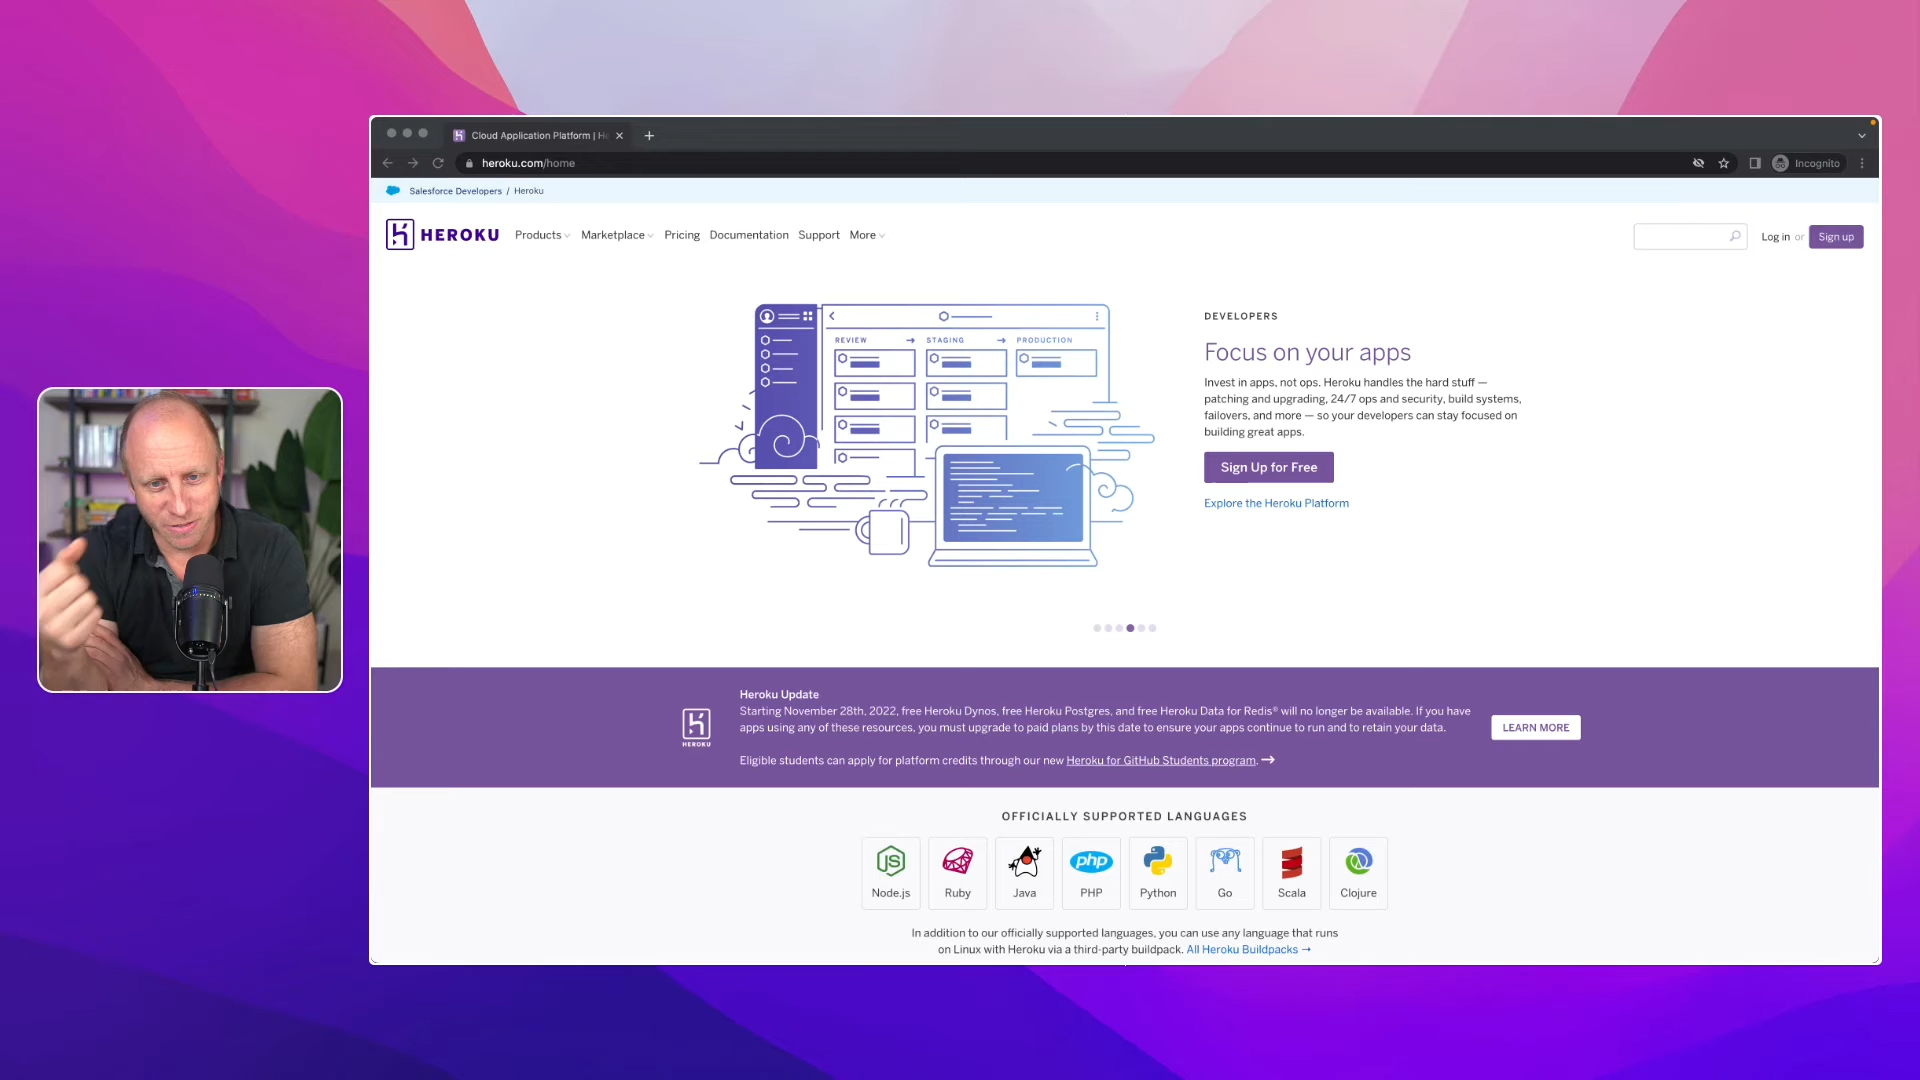 Cloud Application Platform | H
heroku.com/home
Incognito
Salesforce Developers / Heroku
HEROKU
Products
Marketplace
Pricing
Documentation
Support
More
Log in or
Sign up
REVIEW
STAGING
PRODUCTION
DEVELOPERS
Focus on your apps
Invest in apps, not ops. Heroku handles the hard stuff —
patching and upgrading, 24/7 ops and security, build systems,
failovers, and more — so your developers can stay focused on
building great apps.
Sign Up for Free
Explore the Heroku Platform
Heroku Update
Starting November 28th, 2022, free Heroku Dynos, free Heroku Postgres, and free Heroku Data for Redis® will no longer be available. If you have
apps using any of these resources, you must upgrade to paid plans by this date to ensure your apps continue to run and to retain your data.
HEROKU
LEARN MORE
Eligible students can apply for platform credits through our new Heroku for GitHub Students program. →
OFFICIALLY SUPPORTED LANGUAGES
JS
php
Node.js
Ruby
Java
PHP
Python
Go
Scala
Clojure
In addition to our officially supported languages, you can use any language that runs
on Linux with Heroku via a third-party buildpack. All Heroku Buildpacks →